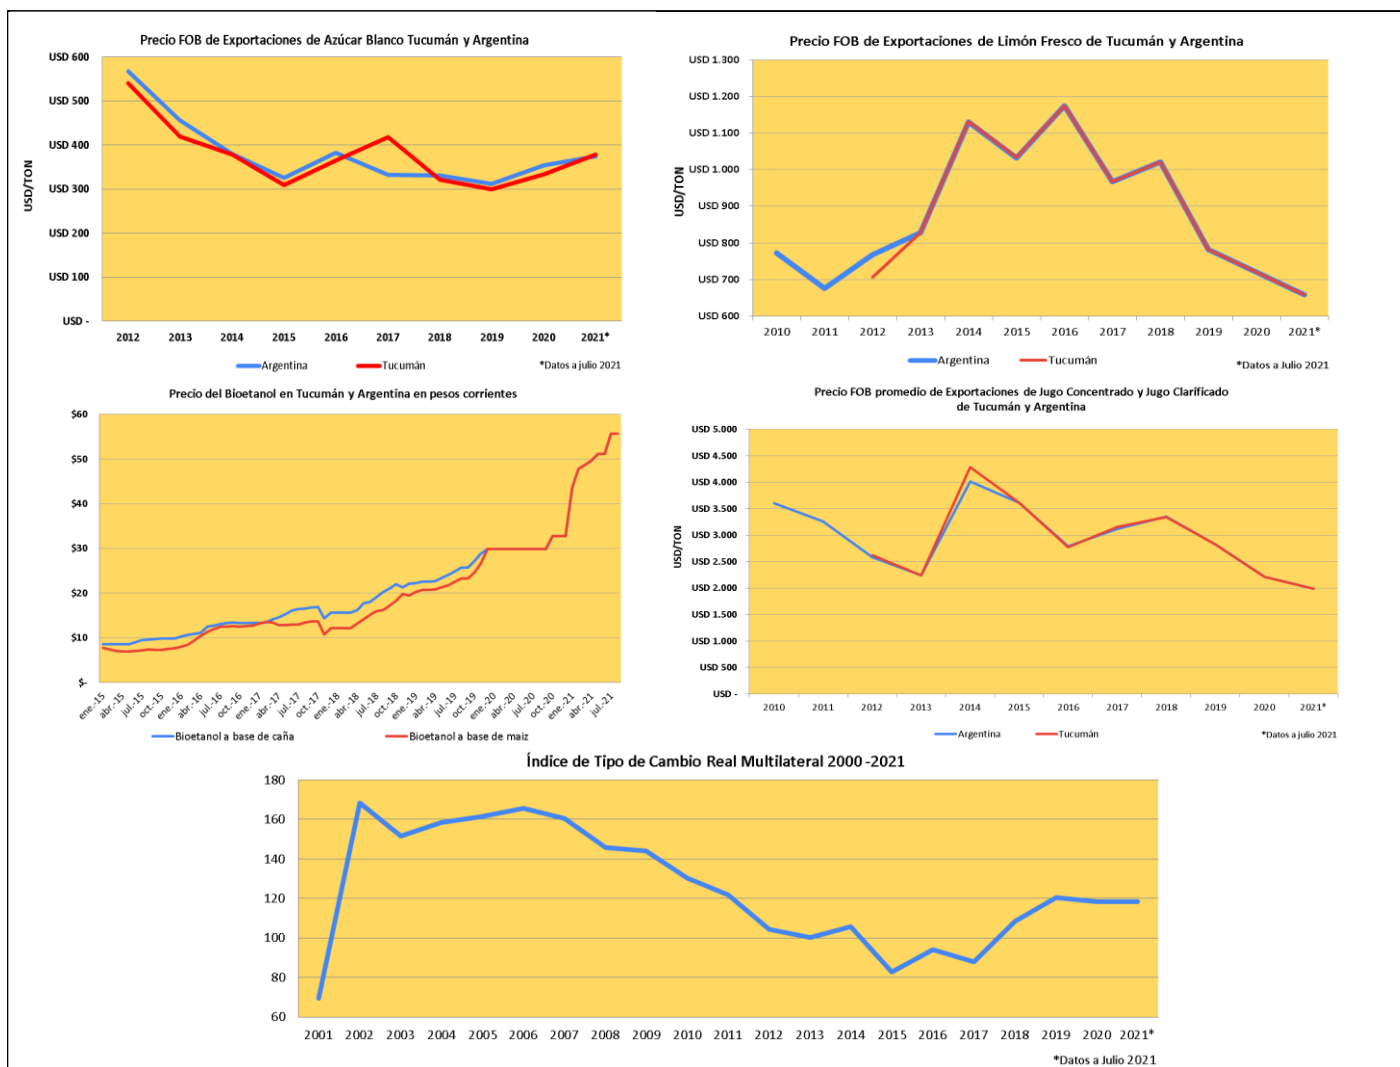 Precio FOB de Exportaciones de Azúcar Blanco Tucumán y Argentina
USD 600
USD 500
USD 400
USD 300
USD 200
USD 100
USD -
USD/TON
2012 2013 2014 2015 2016 2017 2018 2019 2020 2021*
Argentina Tucumán *Datos a julio 2021
Precio FOB de Exportaciones de Limón Fresco de Tucumán y Argentina
USD 1.300
USD 1.200
USD 1.100
USD 1.000
USD 900
USD 800
USD 700
USD 600
USD/TON
2010 2011 2012 2013 2014 2015 2016 2017 2018 2019 2020 2021*
Argentina Tucumán *Datos a Julio 2021
Precio del Bioetanol en Tucumán y Argentina en pesos corrientes
$60
$50
$40
$30
$20
$10
$-
ene.-15 abr.-15 jul.-15 oct.-15 ene.-16 abr.-16 jul.-16 oct.-16 ene.-17 abr.-17 jul.-17 oct.-17 ene.-18 abr.-18 jul.-18 oct.-18 ene.-19 abr.-19 jul.-19 oct.-19 ene.-20 abr.-20 jul.-20 oct.-20 ene.-21 abr.-21 jul.-21
Bioetanol a base de caña Bioetanol a base de maiz
Precio FOB promedio de Exportaciones de Jugo Concentrado y Jugo Clarificado
de Tucumán y Argentina
USD 5.000
USD 4.500
USD 4.000
USD 3.500
USD 3.000
USD 2.500
USD 2.000
USD 1.500
USD 1.000
USD 500
USD -
USD/TON
2010 2011 2012 2013 2014 2015 2016 2017 2018 2019 2020 2021*
Argentina Tucumán *Datos a julio 2021
Índice de Tipo de Cambio Real Multilateral 2000 -2021
180
160
140
120
100
80
60
2001 2002 2003 2004 2005 2006 2007 2008 2009 2010 2011 2012 2013 2014 2015 2016 2017 2018 2019 2020 2021*
*Datos a Julio 2021